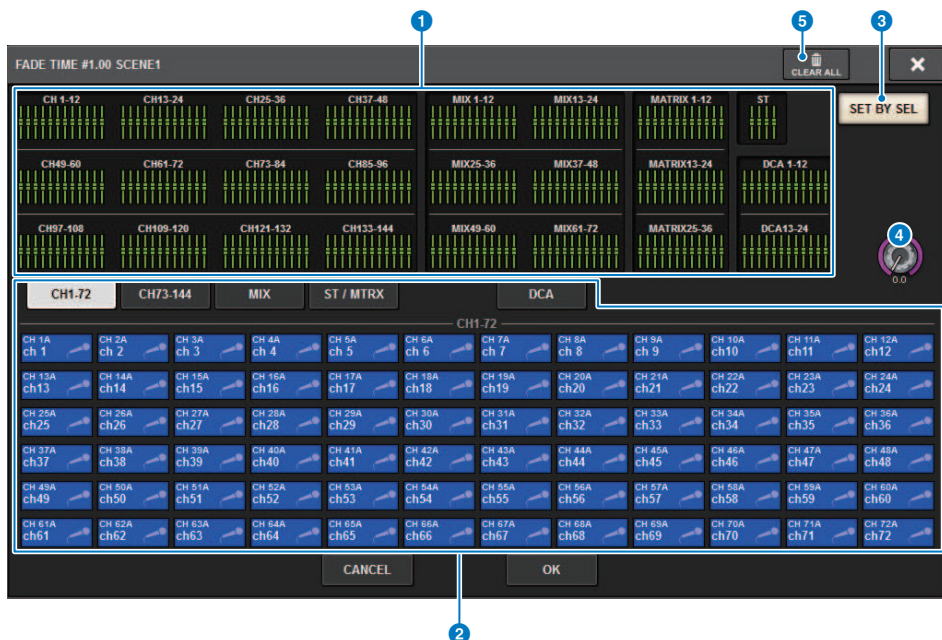 1 5 3
FADE TIME #1.00 SCENE1 CLEAR ALL
CH 1-12 CH13-24 CH25-36 CH37-48 MIX 1-12 MIX13-24 MATRIX 1-12 ST SET BY SEL
CH49-60 CH61-72 CH73-84 CH85-96 MIX25-36 MIX37-48 MATRIX13-24 DCA 1-12
CH97-108 CH109-120 CH121-132 CH133-144 MIX49-60 MIX61-72 MATRIX25-36 DCA13-24 4
0.0
CH1-72 CH73-144 MIX ST / MTRX DCA
CH1-72
CH 1A CH 2A CH 3A CH 4A CH 5A CH 6A CH 7A CH 8A CH 9A CH 10A CH 11A CH 12A
ch 1 ch 2 ch 3 ch 4 ch 5 ch 6 ch 7 ch 8 ch 9 ch10 ch11 ch12
CH 13A CH 14A CH 15A CH 16A CH 17A CH 18A CH 19A CH 20A CH 21A CH 22A CH 23A CH 24A
ch13 ch14 ch15 ch16 ch17 ch18 ch19 ch20 ch21 ch22 ch23 ch24
CH 25A CH 26A CH 27A CH 28A CH 29A CH 30A CH 31A CH 32A CH 33A CH 34A CH 35A CH 36A
ch25 ch26 ch27 ch28 ch29 ch30 ch31 ch32 ch33 ch34 ch35 ch36
CH 37A CH 38A CH 39A CH 40A CH 41A CH 42A CH 43A CH 44A CH 45A CH 46A CH 47A CH 48A
ch37 ch38 ch39 ch40 ch41 ch42 ch43 ch44 ch45 ch46 ch47 ch48
CH 49A CH 50A CH 51A CH 52A CH 53A CH 54A CH 55A CH 56A CH 57A CH 58A CH 59A CH 60A
ch49 ch50 ch51 ch52 ch53 ch54 ch55 ch56 ch57 ch58 ch59 ch60
CH 61A CH 62A CH 63A CH 64A CH 65A CH 66A CH 67A CH 68A CH 69A CH 70A CH 71A CH 72A
ch61 ch62 ch63 ch64 ch65 ch66 ch67 ch68 ch69 ch70 ch71 ch72
CANCEL OK
2